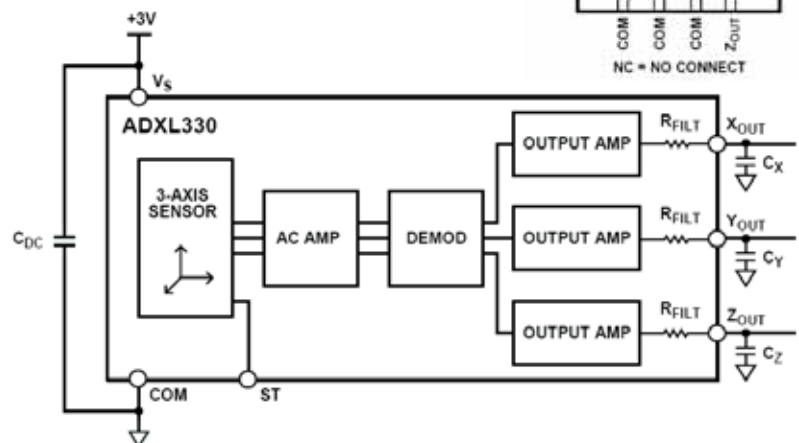 +3V
COM
COM
COM
ZOUT
NC = NO CONNECT
VS
ADXL330
3-AXIS
SENSOR
AC AMP
DEMOD
OUTPUT AMP
RFILT
XOUT
CX
OUTPUT AMP
RFILT
YOUT
CY
OUTPUT AMP
RFILT
ZOUT
CZ
CDC
COM
ST